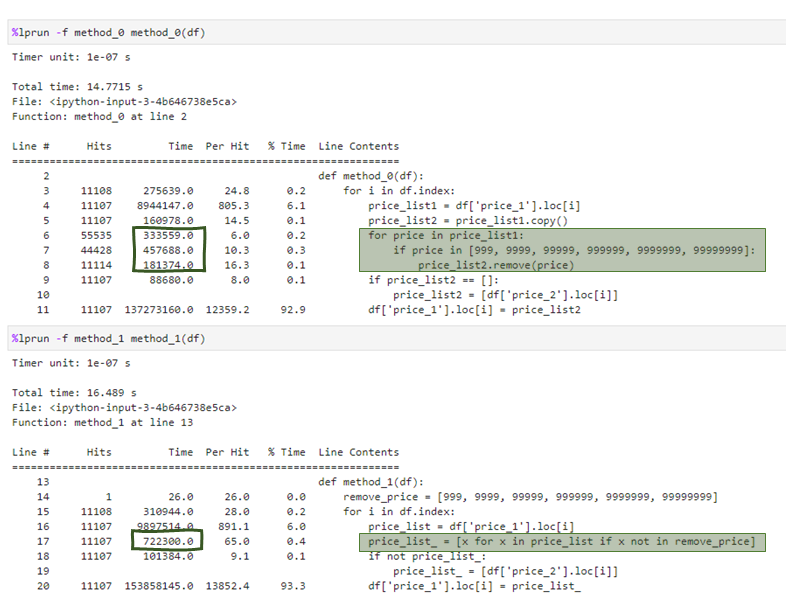 %lprun -f method_0 method_0(df)
Timer unit: 1e-07 s
Total time: 14.7715 s
File: <ipython-input-3-4b646738e5ca>
Function: method_0 at line 2
Line #      Hits         Time  Per Hit   % Time  Line Contents
==============================================================
     2                                           def method_0(df):
     3     11108     275639.0     24.8      0.2      for i in df.index:
     4     11107    8944147.0    805.3      6.1          price_list1 = df['price_1'].loc[i]
     5     11107     160978.0     14.5      0.1          price_list2 = price_list1.copy()
     6     55535     333559.0      6.0      0.2          for price in price_list1:
     7     44428     457688.0     10.3      0.3              if price in [999, 9999, 99999, 999999, 9999999, 99999999]:
     8     11114     181374.0     16.3      0.1                  price_list2.remove(price)
     9     11107      88680.0      8.0      0.1          if price_list2 == []:
    10                                                       price_list2 = [df['price_2'].loc[i]]
    11     11107  137273160.0  12359.2     92.9          df['price_1'].loc[i] = price_list2
%lprun -f method_1 method_1(df)
Timer unit: 1e-07 s
Total time: 16.489 s
File: <ipython-input-3-4b646738e5ca>
Function: method_1 at line 13
Line #      Hits         Time  Per Hit   % Time  Line Contents
==============================================================
    13                                           def method_1(df):
    14         1         26.0     26.0      0.0      remove_price = [999, 9999, 99999, 999999, 9999999, 99999999]
    15     11108     310944.0     28.0      0.2      for i in df.index:
    16     11107    9897514.0    891.1      6.0          price_list = df['price_1'].loc[i]
    17     11107     722300.0     65.0      0.4          price_list_ = [x for x in price_list if x not in remove_price]
    18     11107     101384.0      9.1      0.1          if not price_list_:
    19                                                       price_list_ = [df['price_2'].loc[i]]
    20     11107  153858145.0  13852.4     93.3          df['price_1'].loc[i] = price_list_